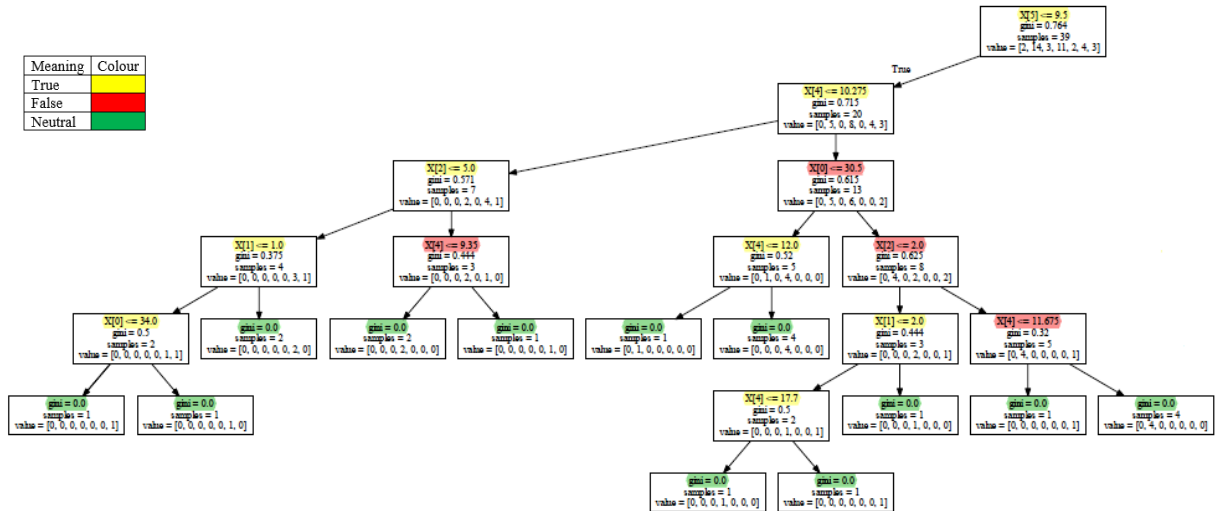 X[5] <= 9.5
gini = 0.764
samples = 39
value = [2, 14, 3, 11, 2, 4, 3]
Meaning Colour
True
False
Neutral
True
X[4] <= 10.275
gini = 0.715
samples = 20
value = [0, 5, 0, 8, 0, 4, 3]
X[2] <= 5.0
gini = 0.571
samples = 7
value = [0, 0, 0, 2, 0, 4, 1]
X[0] <= 30.5
gini = 0.615
samples = 13
value = [0, 5, 0, 6, 0, 0, 2]
X[1] <= 1.0
gini = 0.375
samples = 4
value = [0, 0, 0, 0, 0, 3, 1]
X[4] <= 9.35
gini = 0.444
samples = 3
value = [0, 0, 0, 2, 0, 1, 0]
X[4] <= 12.0
gini = 0.52
samples = 5
value = [0, 1, 0, 4, 0, 0, 0]
X[2] <= 2.0
gini = 0.625
samples = 8
value = [0, 4, 0, 2, 0, 0, 2]
X[0] <= 34.0
gini = 0.5
samples = 2
value = [0, 0, 0, 0, 0, 1, 1]
gini = 0.0
samples = 2
value = [0, 0, 0, 0, 0, 2, 0]
gini = 0.0
samples = 2
value = [0, 0, 0, 2, 0, 0, 0]
gini = 0.0
samples = 1
value = [0, 0, 0, 0, 0, 1, 0]
gini = 0.0
samples = 1
value = [0, 1, 0, 0, 0, 0, 0]
gini = 0.0
samples = 4
value = [0, 0, 0, 4, 0, 0, 0]
X[1] <= 2.0
gini = 0.444
samples = 3
value = [0, 0, 0, 2, 0, 0, 1]
X[4] <= 11.675
gini = 0.32
samples = 5
value = [0, 4, 0, 0, 0, 0, 1]
gini = 0.0
samples = 1
value = [0, 0, 0, 0, 0, 0, 1]
gini = 0.0
samples = 1
value = [0, 0, 0, 0, 0, 1, 0]
X[4] <= 17.7
gini = 0.5
samples = 2
value = [0, 0, 0, 1, 0, 0, 1]
gini = 0.0
samples = 1
value = [0, 0, 0, 1, 0, 0, 0]
gini = 0.0
samples = 1
value = [0, 0, 0, 0, 0, 0, 1]
gini = 0.0
samples = 4
value = [0, 4, 0, 0, 0, 0, 0]
gini = 0.0
samples = 1
value = [0, 0, 0, 1, 0, 0, 0]
gini = 0.0
samples = 1
value = [0, 0, 0, 0, 0, 0, 1]